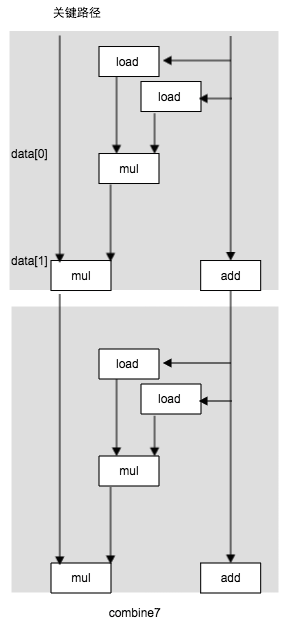 关键路径
load
load
data[0]
mul
data[1]
mul
add
load
load
mul
mul
add
combine7